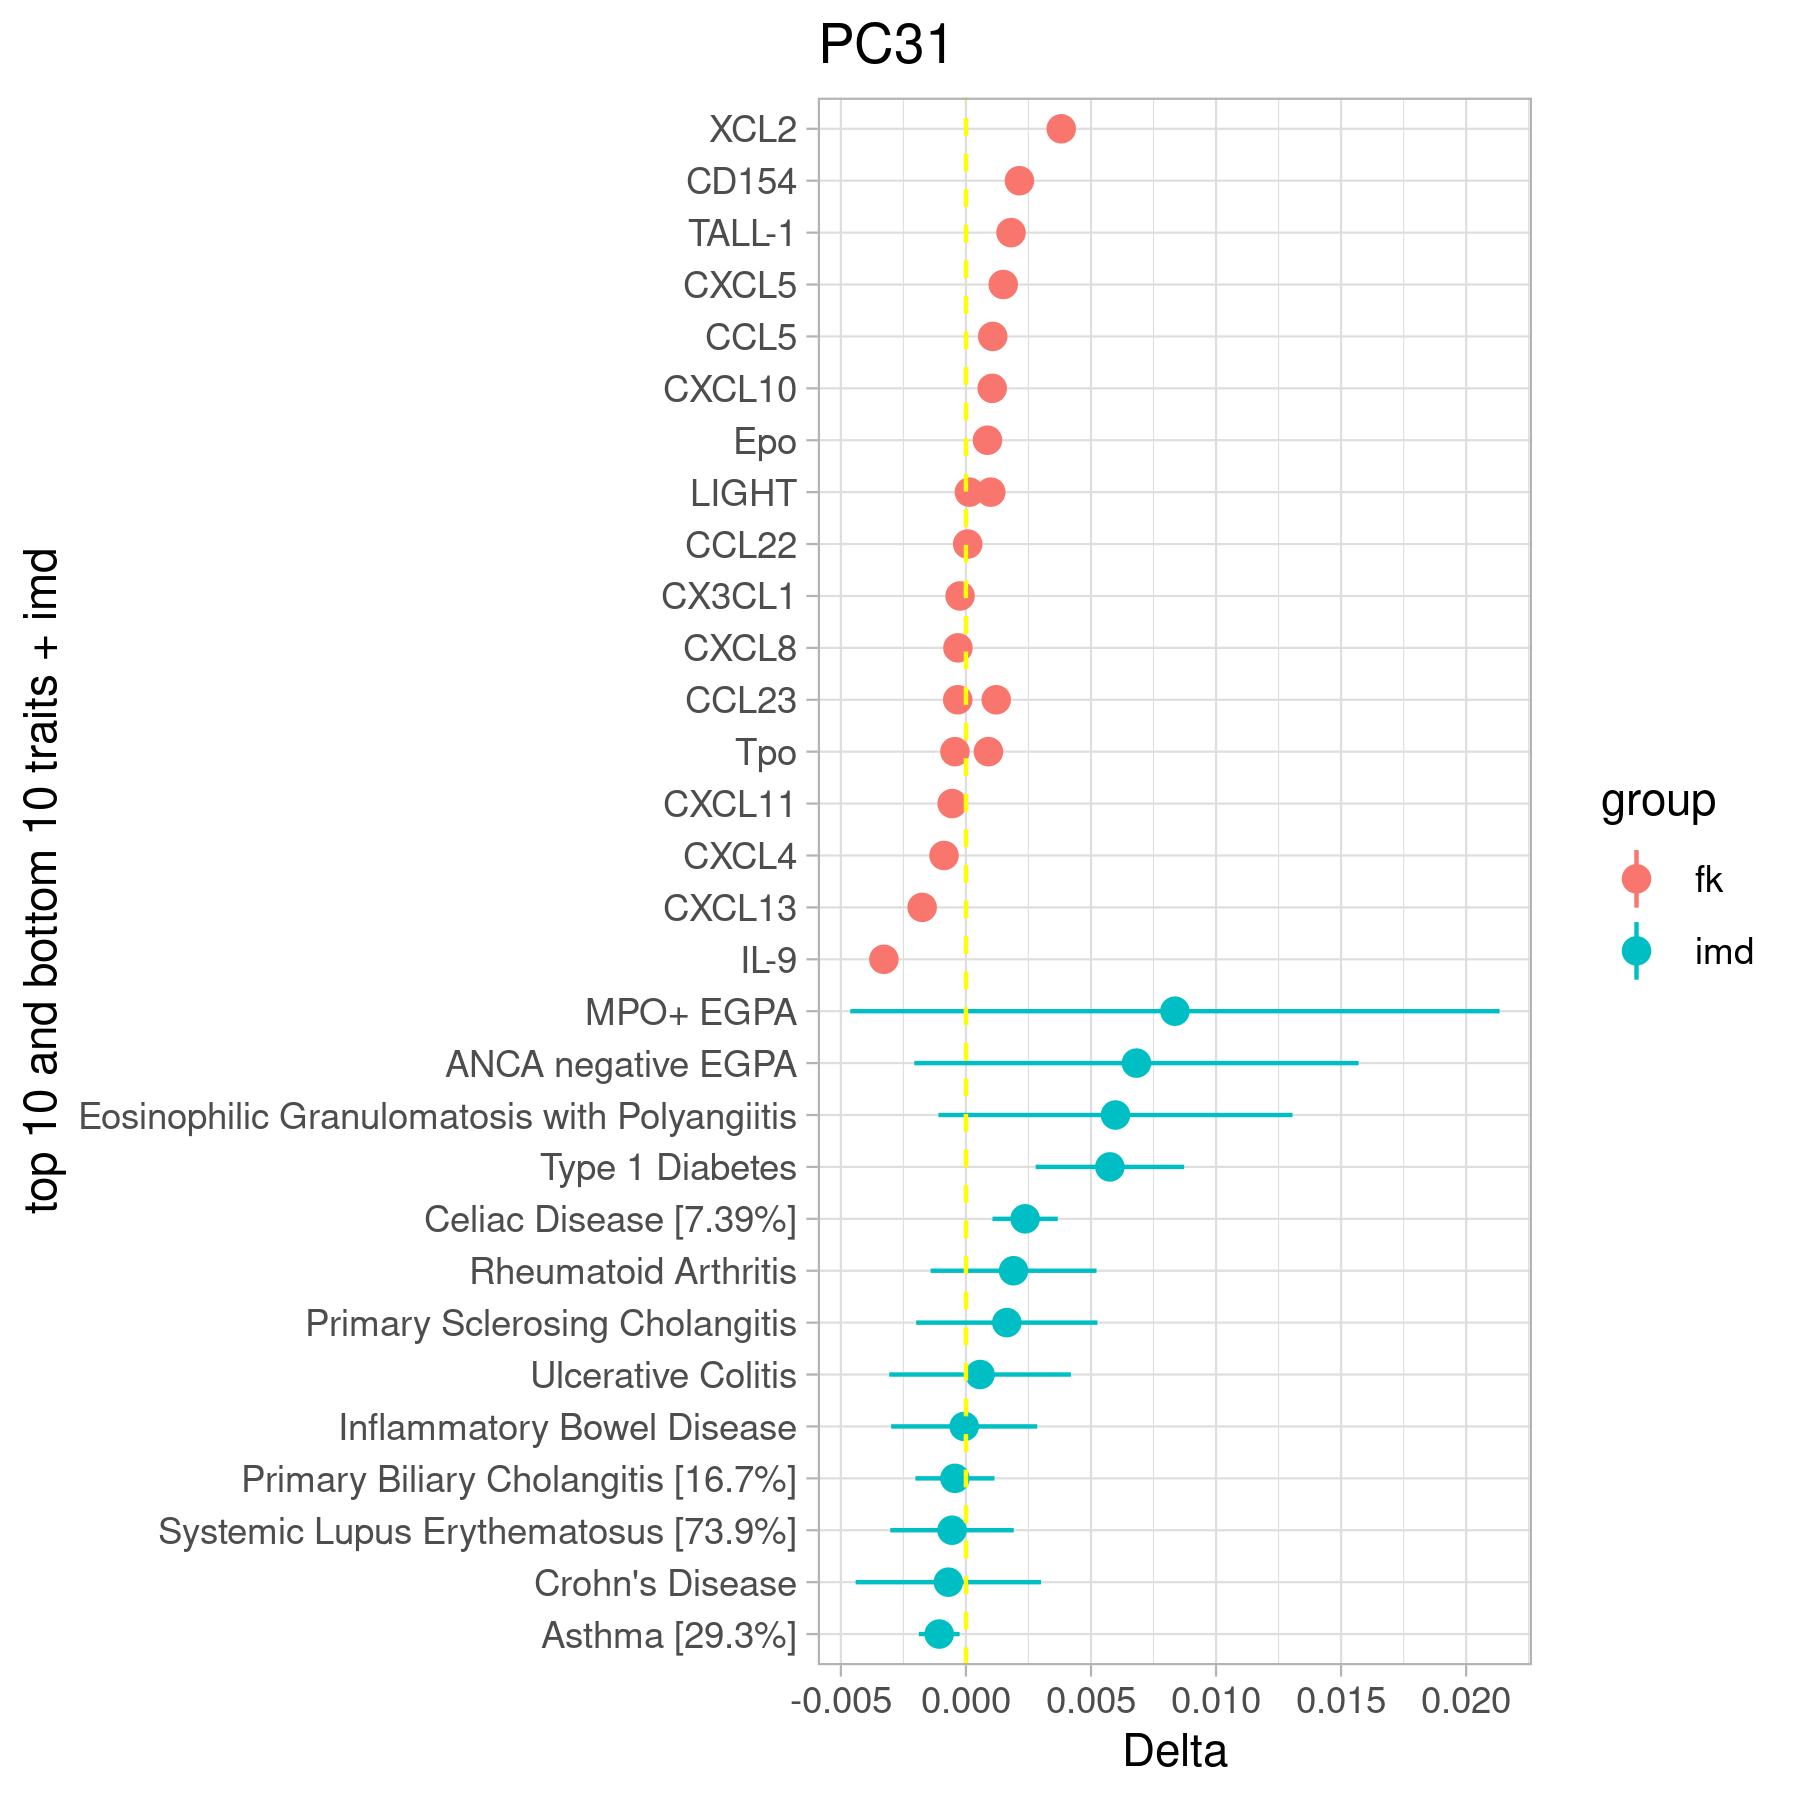 PC31
XCL2
CD154
TALL-1
CXCL5
CCL5
CXCL10
Epo
LIGHT
CCL22
CX3CL1
CXCL8
CCL23
Tpo
CXCL11
CXCL4
CXCL13
IL-9
MPO+ EGPA
ANCA negative EGPA
Eosinophilic Granulomatosis with Polyangiitis
Type 1 Diabetes
Celiac Disease [7.39%]
Rheumatoid Arthritis
Primary Sclerosing Cholangitis
Ulcerative Colitis
Inflammatory Bowel Disease
Primary Biliary Cholangitis [16.7%]
Systemic Lupus Erythematosus [73.9%]
Crohn's Disease
Asthma [29.3%]
top 10 and bottom 10 traits + imd
-0.005 0.000 0.005 0.010 0.015 0.020
Delta
group
fk
imd